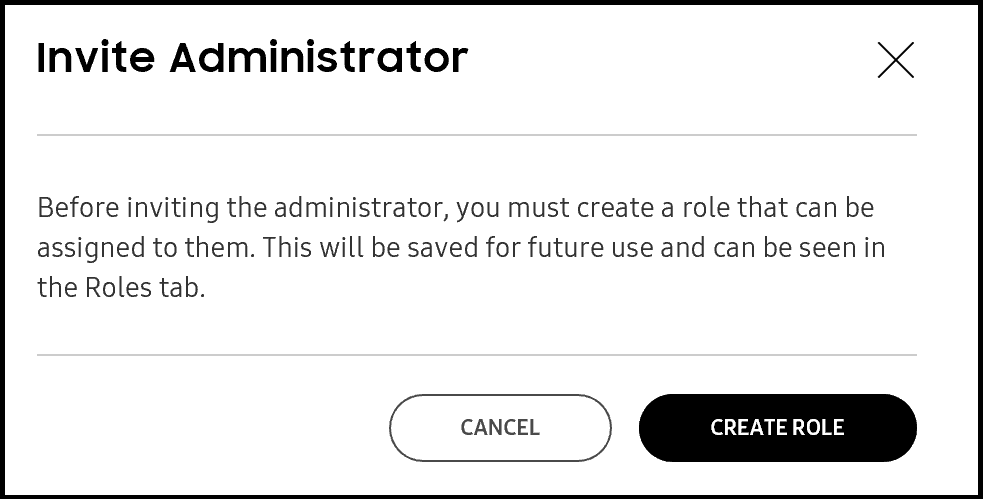 Invite Administrator
Before inviting the administrator, you must create a role that can be
assigned to them. This will be saved for future use and can be seen in
the Roles tab.
CANCEL
CREATE ROLE